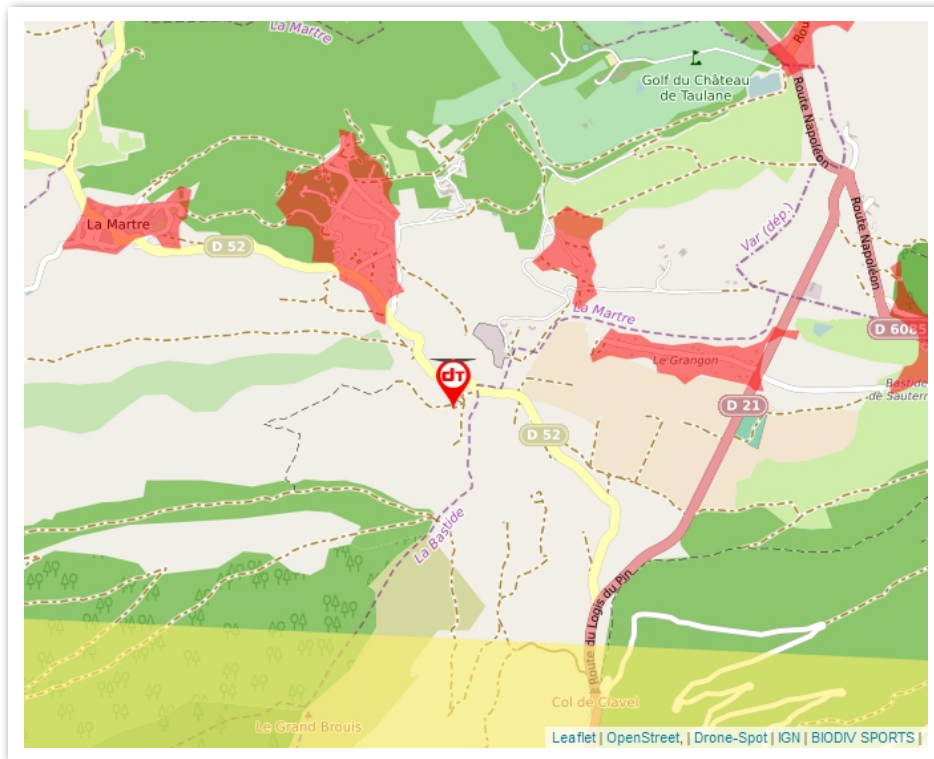 La Martre
Rou
Golf du Château
de Taulane
Route Napoléon
La Martre
D 52
Var (dép.)
Route Napoléon
La Martre
D 6085
Le Grangon
Bastide
de Sauterr
dT
D 21
D 52
La Bastide
Route du Logis du Pin
Col de Clavel
Le Grand Brouis
Leaflet | OpenStreet, | Drone-Spot | IGN | BIODIV SPORTS |